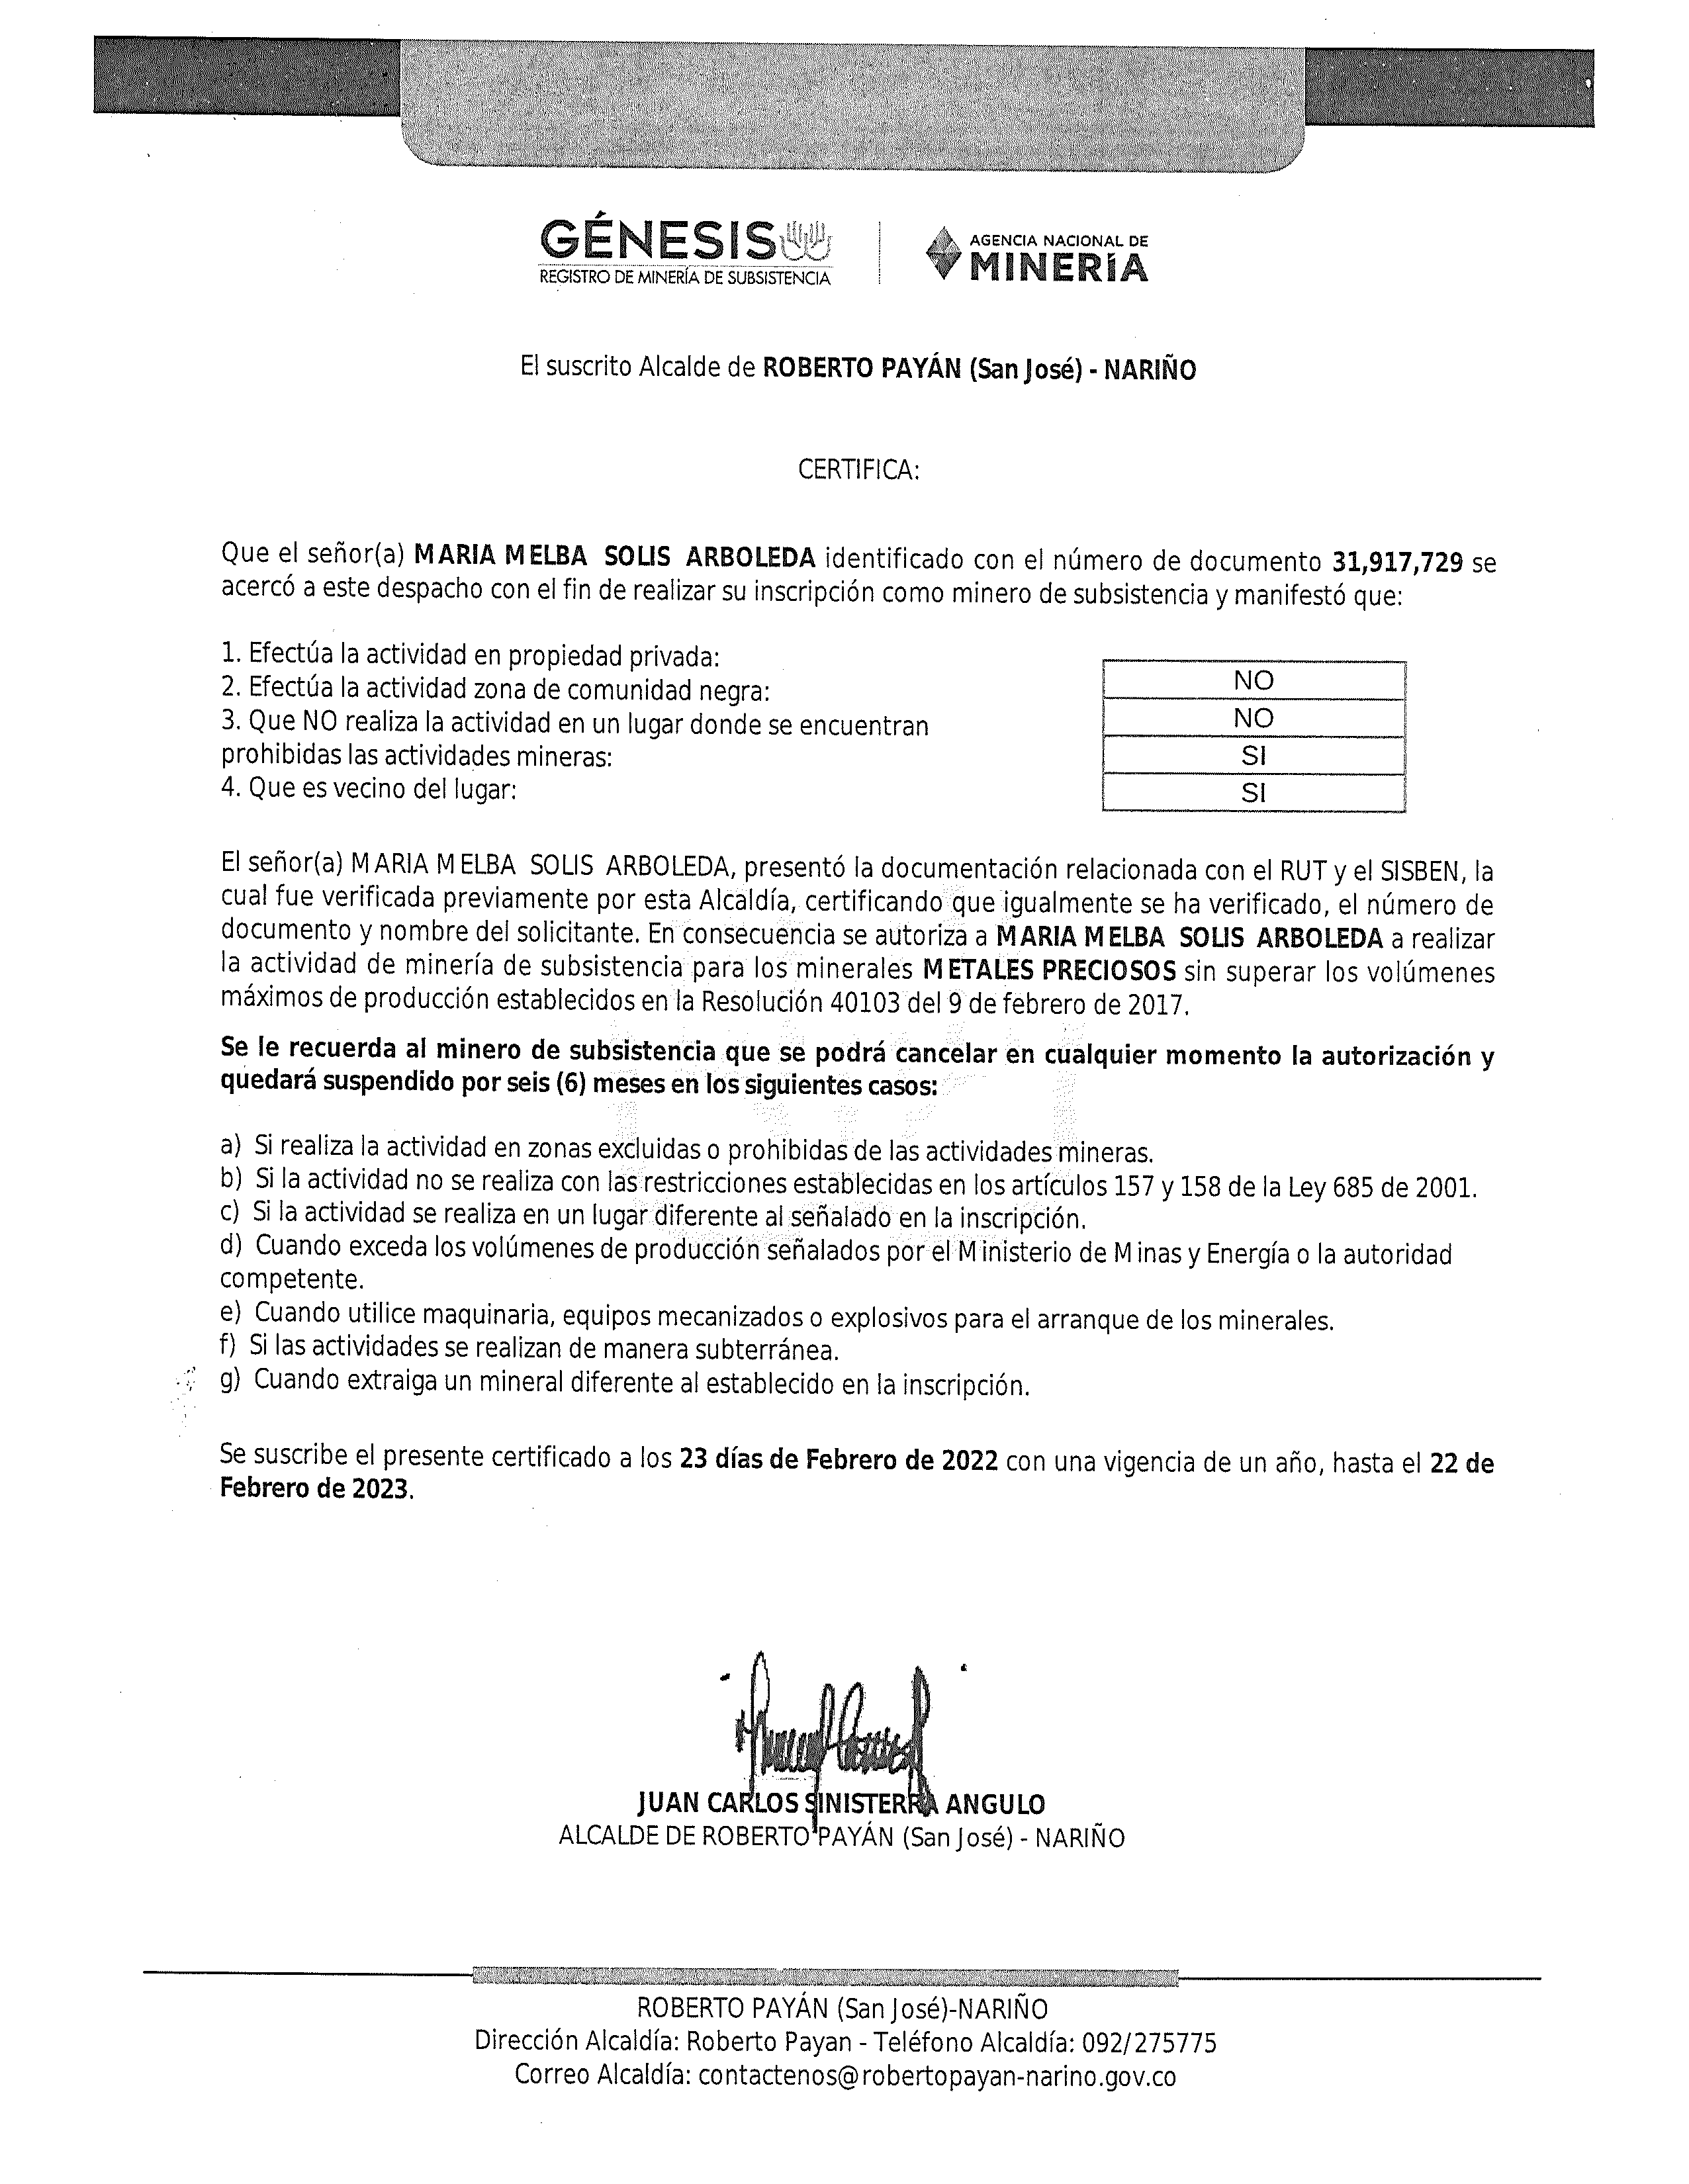 GÉNESIS
REGISTRO DE MINERÍA DE SUBSISTENCIA
AGENCIA NACIONAL DE
MINERÍA
El suscrito Alcalde de ROBERTO PAYÁN (San José) - NARIÑO
CERTIFICA:
Que el señor(a) MARIA MELBA SOLIS ARBOLEDA identificado con el número de documento 31,917,729 se
acercó a este despacho con el fin de realizar su inscripción como minero de subsistencia y manifestó que:
1. Efectúa la actividad en propiedad privada:
NO
2. Efectúa la actividad zona de comunidad negra:
NO
3. Que NO realiza la actividad en un lugar donde se encuentran
prohibidas las actividades mineras:
SI
4. Que es vecino del lugar:
SI
El señor(a) MARIA MELBA SOLIS ARBOLEDA, presentó la documentación relacionada con el RUT y el SISBEN, la
cual fue verificada previamente por esta Alcaldía, certificando que igualmente se ha verificado, el número de
documento y nombre del solicitante. En consecuencia se autoriza a MARIA MELBA SOLIS ARBOLEDA a realizar
la actividad de minería de subsistencia para los minerales METALES PRECIOSOS sin superar los volúmenes
máximos de producción establecidos en la Resolución 40103 del 9 de febrero de 2017.
Se le recuerda al minero de subsistencia que se podrá cancelar en cualquier momento la autorización y
quedará suspendido por seis (6) meses en los siguientes casos:
a) Si realiza la actividad en zonas excluidas o prohibidas de las actividades mineras.
b) Si la actividad no se realiza con las restricciones establecidas en los artículos 157 y 158 de la Ley 685 de 2001.
c) Si la actividad se realiza en un lugar diferente al señalado en la inscripción.
d) Cuando exceda los volúmenes de producción señalados por el Ministerio de Minas y Energía o la autoridad
competente.
e) Cuando utilice maquinaria, equipos mecanizados o explosivos para el arranque de los minerales.
f) Si las actividades se realizan de manera subterránea.
g) Cuando extraiga un mineral diferente al establecido en la inscripción.
Se suscribe el presente certificado a los 23 días de Febrero de 2022 con una vigencia de un año, hasta el 22 de
Febrero de 2023.
JUAN CARLOS SINISTERRA ANGULO
ALCALDE DE ROBERTO PAYÁN (San José) - NARIÑO
ROBERTO PAYÁN (San José)-NARIÑO
Dirección Alcaldía: Roberto Payan - Teléfono Alcaldía: 092/275775
Correo Alcaldía: contactenos@robertopayan-narino.gov.co